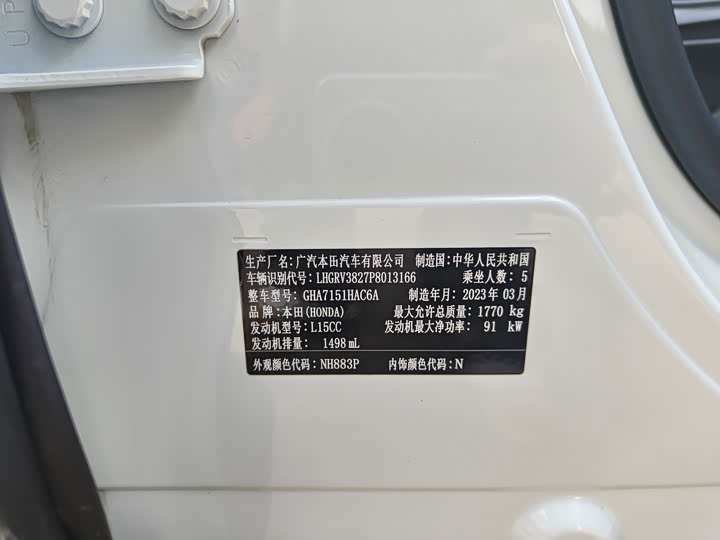 UP
生产厂名：广汽本田汽车有限公司 制造国：中华人民共和国
车辆识别代号：LHGRV3827P8013166 乘坐人数：5
整车型号：GHA7151HAC6A 制造年月：2023年03月
品牌：本田(HONDA) 最大允许总质量：1770 kg
发动机型号：L15CC 发动机最大净功率：91 kW
发动机排量：1498 mL
外观颜色代码：NH883P 内饰颜色代码：N